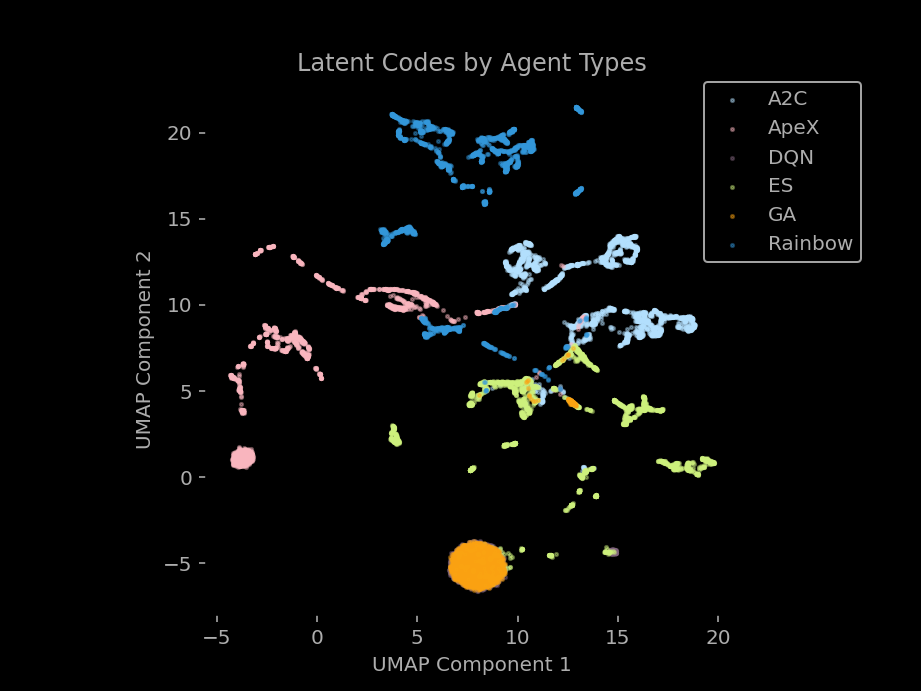 Latent Codes by Agent Types
A2C
ApeX
DQN
ES
GA
Rainbow
20
15
10
5
0
−5
UMAP Component 2
−5
0
5
10
15
20
UMAP Component 1